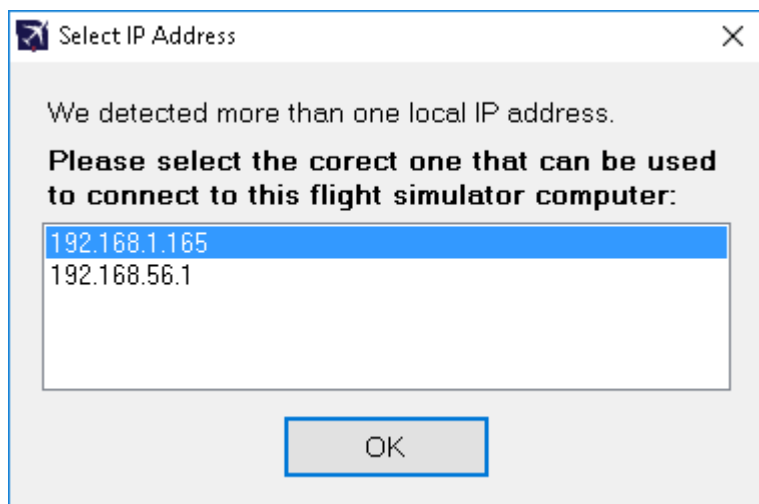 Select IP Address
We detected more than one local IP address.
Please select the corect one that can be used
to connect to this flight simulator computer:
192.168.1.165
192.168.56.1
OK